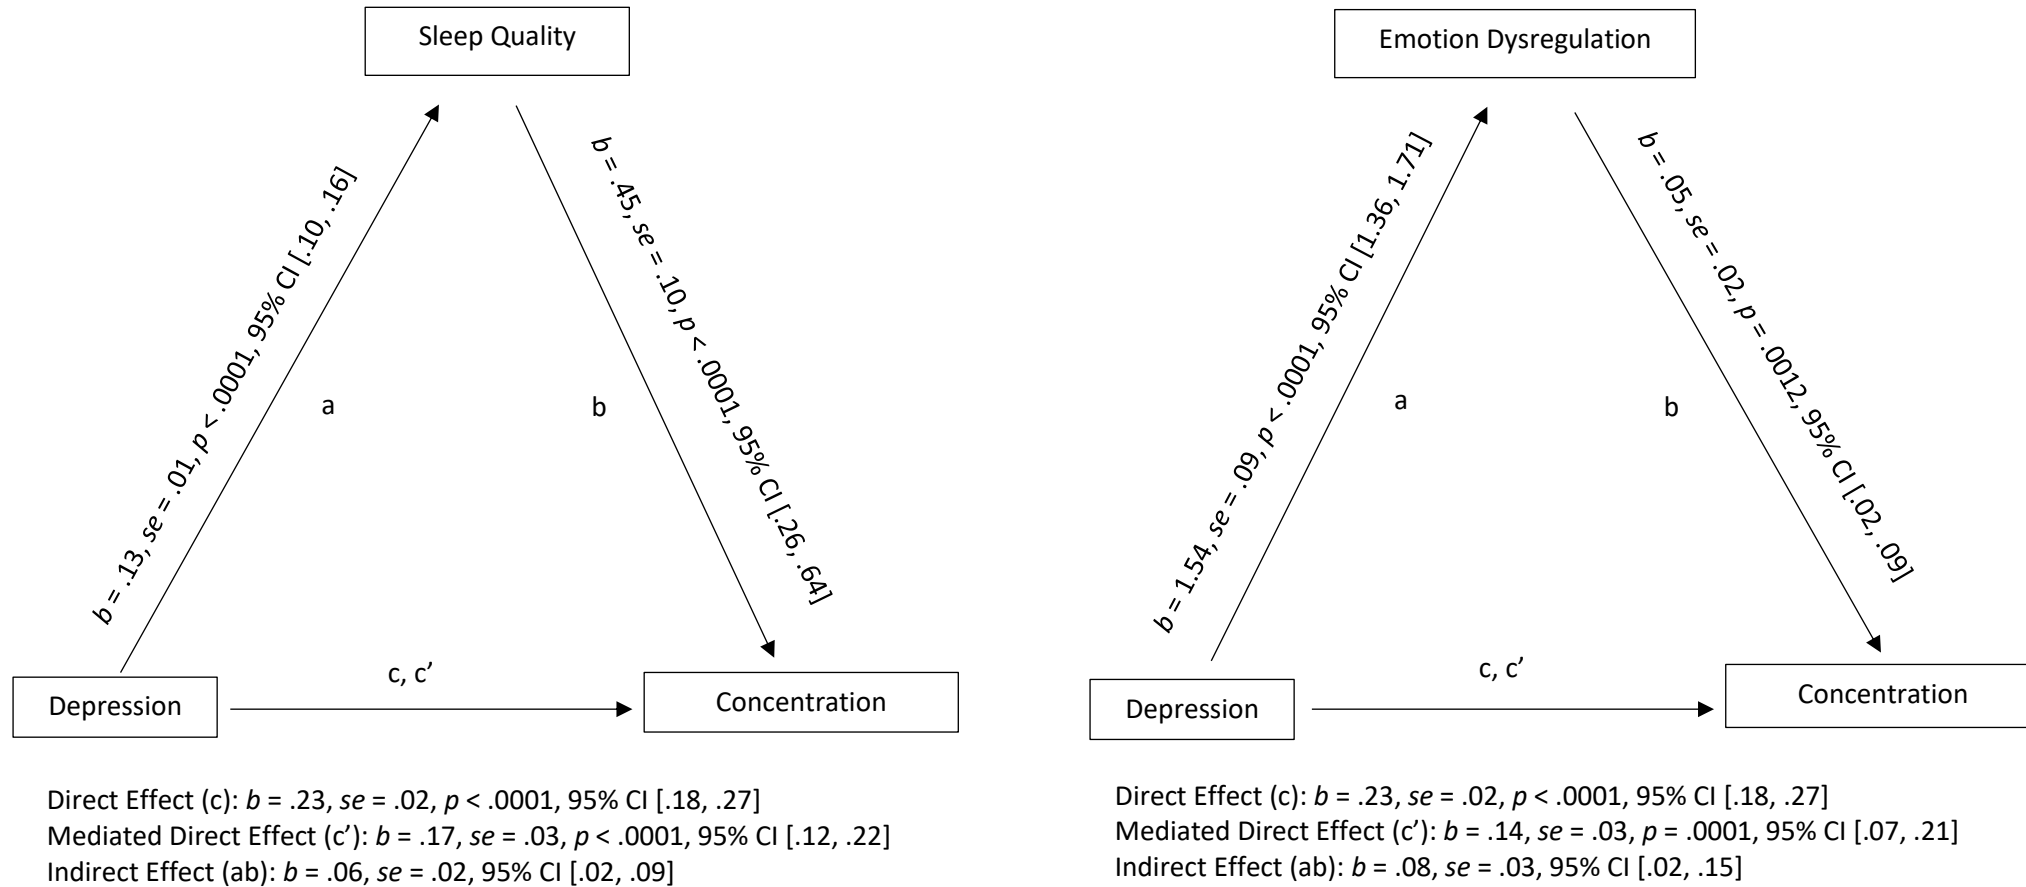 Sleep Quality
b = .13, se = .01, p < .0001, 95% CI [.10, .16]
a
b = .45, se = .10, p < .0001, 95% CI [.26, .64]
b
Depression
c, c’
Concentration
Direct Effect (c): b = .23, se = .02, p < .0001, 95% CI [.18, .27]
Mediated Direct Effect (c’): b = .17, se = .03, p < .0001, 95% CI [.12, .22]
Indirect Effect (ab): b = .06, se = .02, 95% CI [.02, .09]
Emotion Dysregulation
b = 1.54, se = .09, p < .0001, 95% CI [1.36, 1.71]
a
b = .05, se = .02, p = .0012, 95% CI [.02, .09]
b
Depression
c, c’
Concentration
Direct Effect (c): b = .23, se = .02, p < .0001, 95% CI [.18, .27]
Mediated Direct Effect (c’): b = .14, se = .03, p = .0001, 95% CI [.07, .21]
Indirect Effect (ab): b = .08, se = .03, 95% CI [.02, .15]